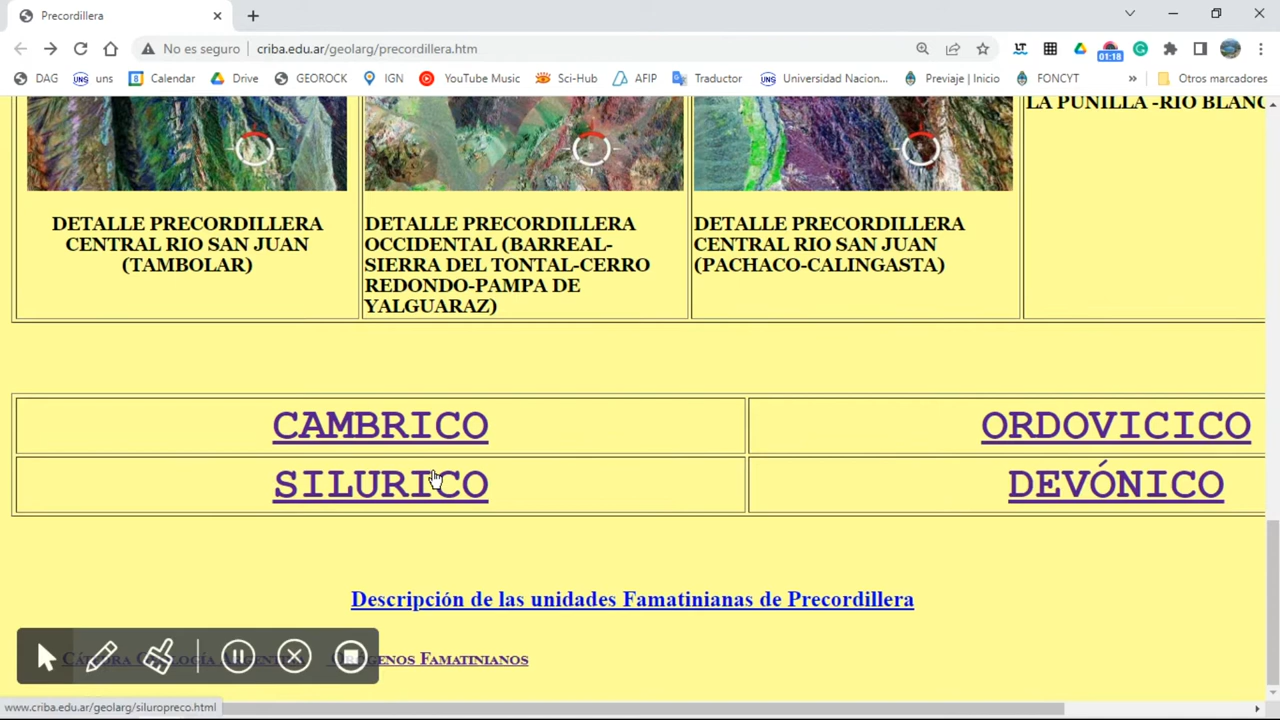 Precordillera
No es seguro
criba.edu.ar/geolarg/precordillera.htm
01:18
DAG
uns
Calendar
Drive
GEOROCK
IGN
YouTube Music
Sci-Hub
AFIP
Traductor
Universidad Nacion...
Previaje | Inicio
FONCYT
»
Otros marcadores
LA PUNILLA -RIO BLANC
DETALLE PRECORDILLERA
CENTRAL RIO SAN JUAN
(TAMBOLAR)
DETALLE PRECORDILLERA
OCCIDENTAL (BARREAL-
SIERRA DEL TONTAL-CERRO
REDONDO-PAMPA DE
YALGUARAZ)
DETALLE PRECORDILLERA
CENTRAL RIO SAN JUAN
(PACHACO-CALINGASTA)
CAMBRICO
ORDOVICICO
SILURICO
DEVÓNICO
Descripción de las unidades Famatinianas de Precordillera
Cátedra Geología Argentina
Orógenos Famatinianos
www.criba.edu.ar/geolarg/siluropreco.html